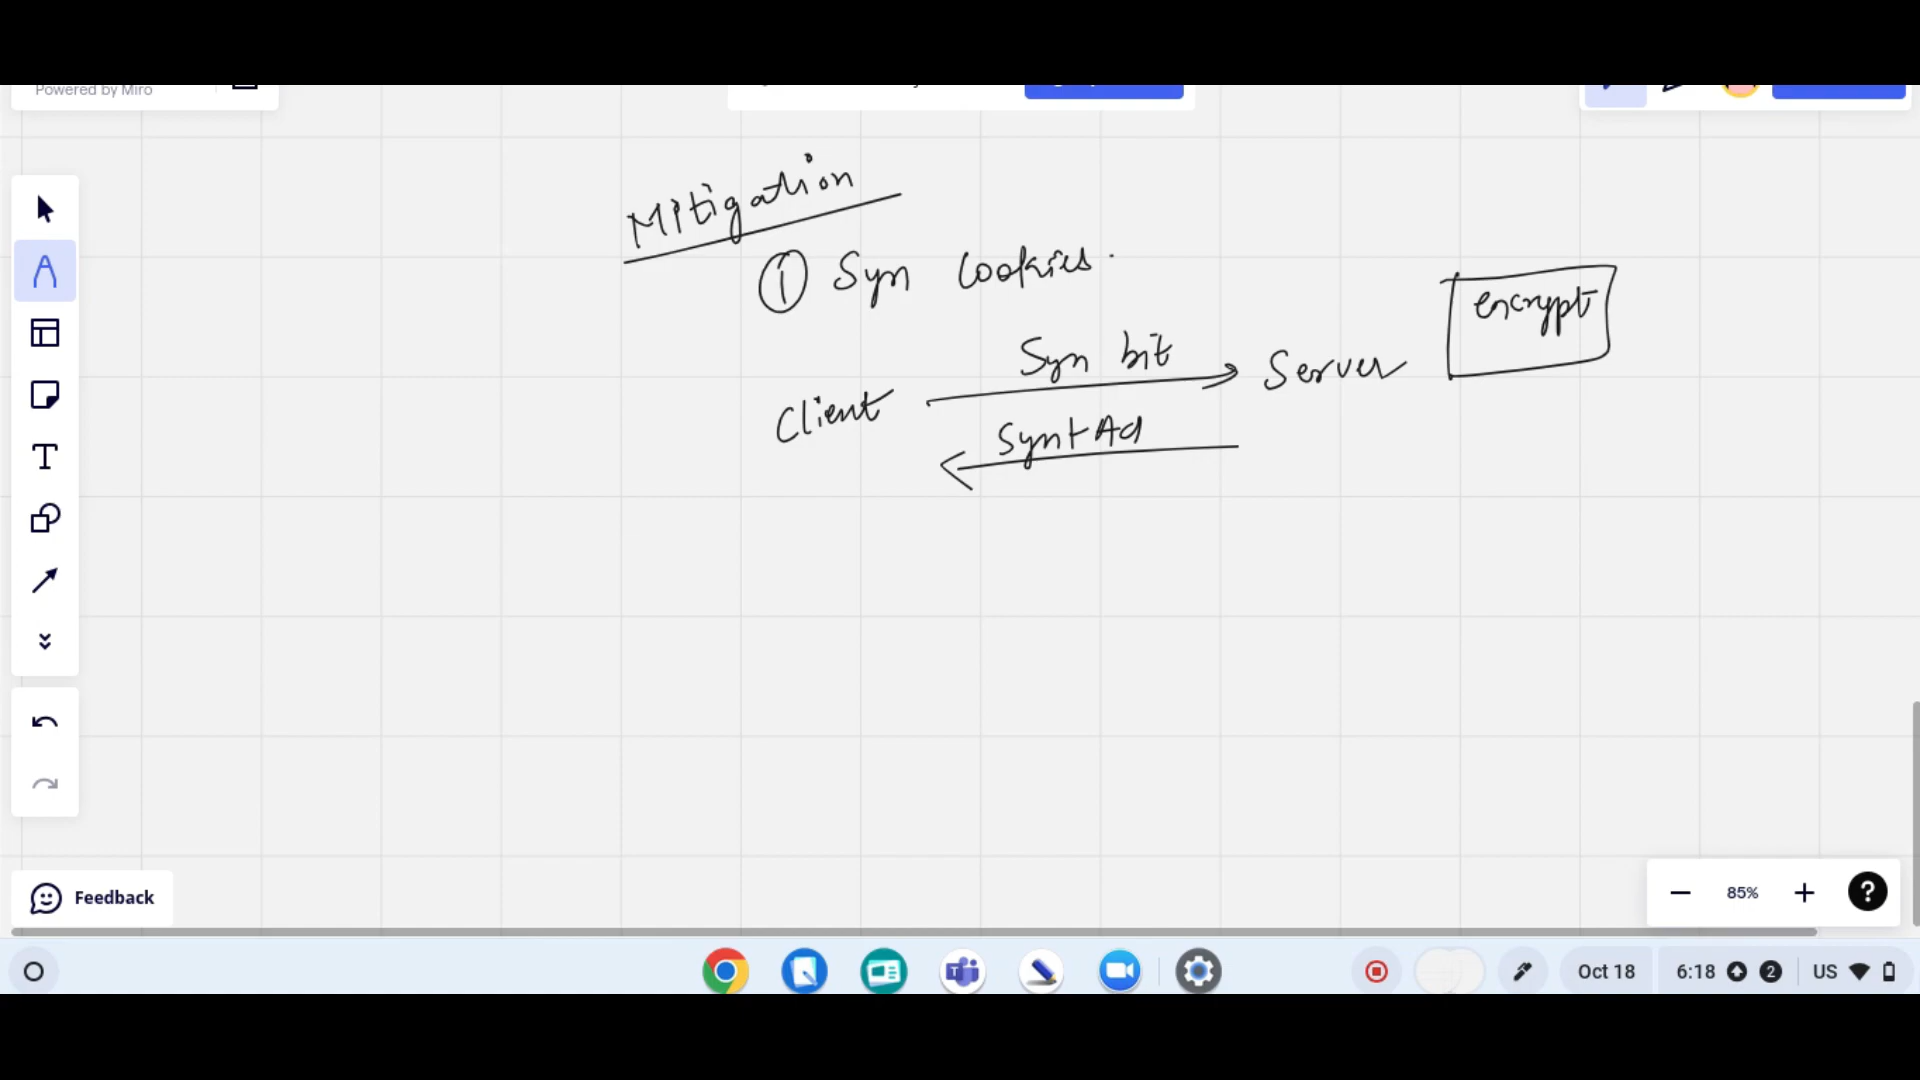 Powered by Miro
Mitigation
① Syn Cookies.
encrypt
Syn bit
Client
Server
Syn+
Feedback
85%
?
Oct 18
6:18
2
US